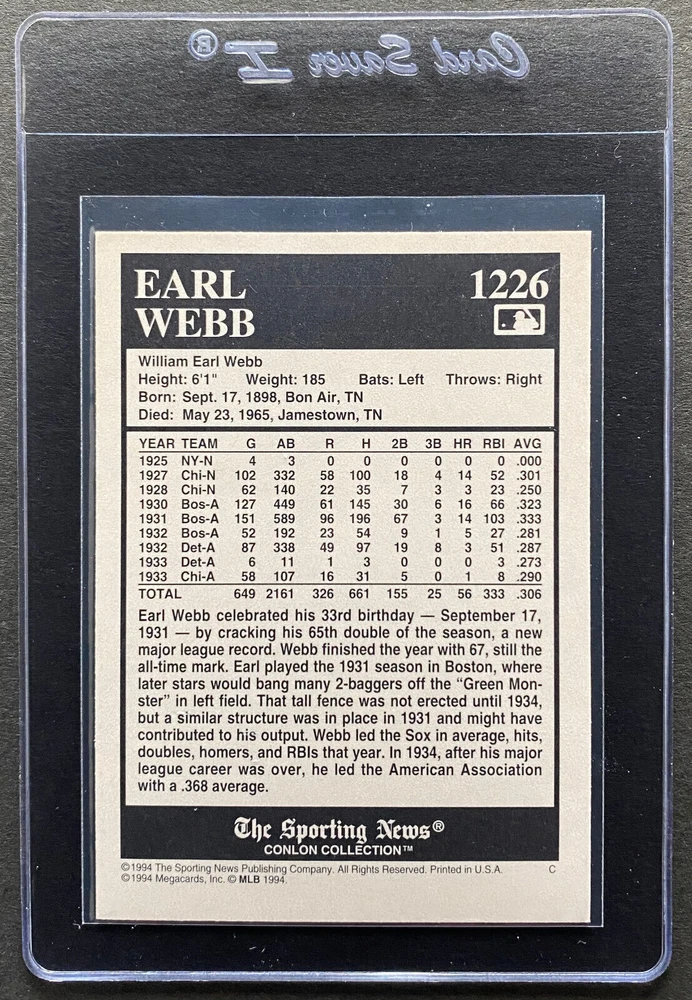 Card Saver I®
EARL 1226
WEBB
William Earl Webb
Height: 6'1" Weight: 185 Bats: Left Throws: Right
Born: Sept. 17, 1898, Bon Air, TN
Died: May 23, 1965, Jamestown, TN
YEAR TEAM G AB R H 2B 3B HR RBI AVG
1925 NY-N 4 3 0 0 0 0 0 0 .000
1927 Chi-N 102 332 58 100 18 4 14 52 .301
1928 Chi-N 62 140 22 35 7 3 3 23 .250
1930 Bos-A 127 449 61 145 30 6 16 66 .323
1931 Bos-A 151 589 96 196 67 3 14 103 .333
1932 Bos-A 52 192 23 54 9 1 5 27 .281
1932 Det-A 87 338 49 97 19 8 3 51 .287
1933 Det-A 6 11 1 3 0 0 0 3 .273
1933 Chi-A 58 107 16 31 5 0 1 8 .290
TOTAL 649 2161 326 661 155 25 56 333 .306
Earl Webb celebrated his 33rd birthday — September 17,
1931 — by cracking his 65th double of the season, a new
major league record. Webb finished the year with 67, still the
all-time mark. Earl played the 1931 season in Boston, where
later stars would bang many 2-baggers off the “Green Mon-
ster” in left field. That tall fence was not erected until 1934,
but a similar structure was in place in 1931 and might have
contributed to his output. Webb led the Sox in average, hits,
doubles, homers, and RBIs that year. In 1934, after his major
league career was over, he led the American Association
with a .368 average.
The Sporting News®
CONLON COLLECTION™
©1994 The Sporting News Publishing Company. All Rights Reserved. Printed in U.S.A. C
©1994 Megacards, Inc. © MLB 1994.